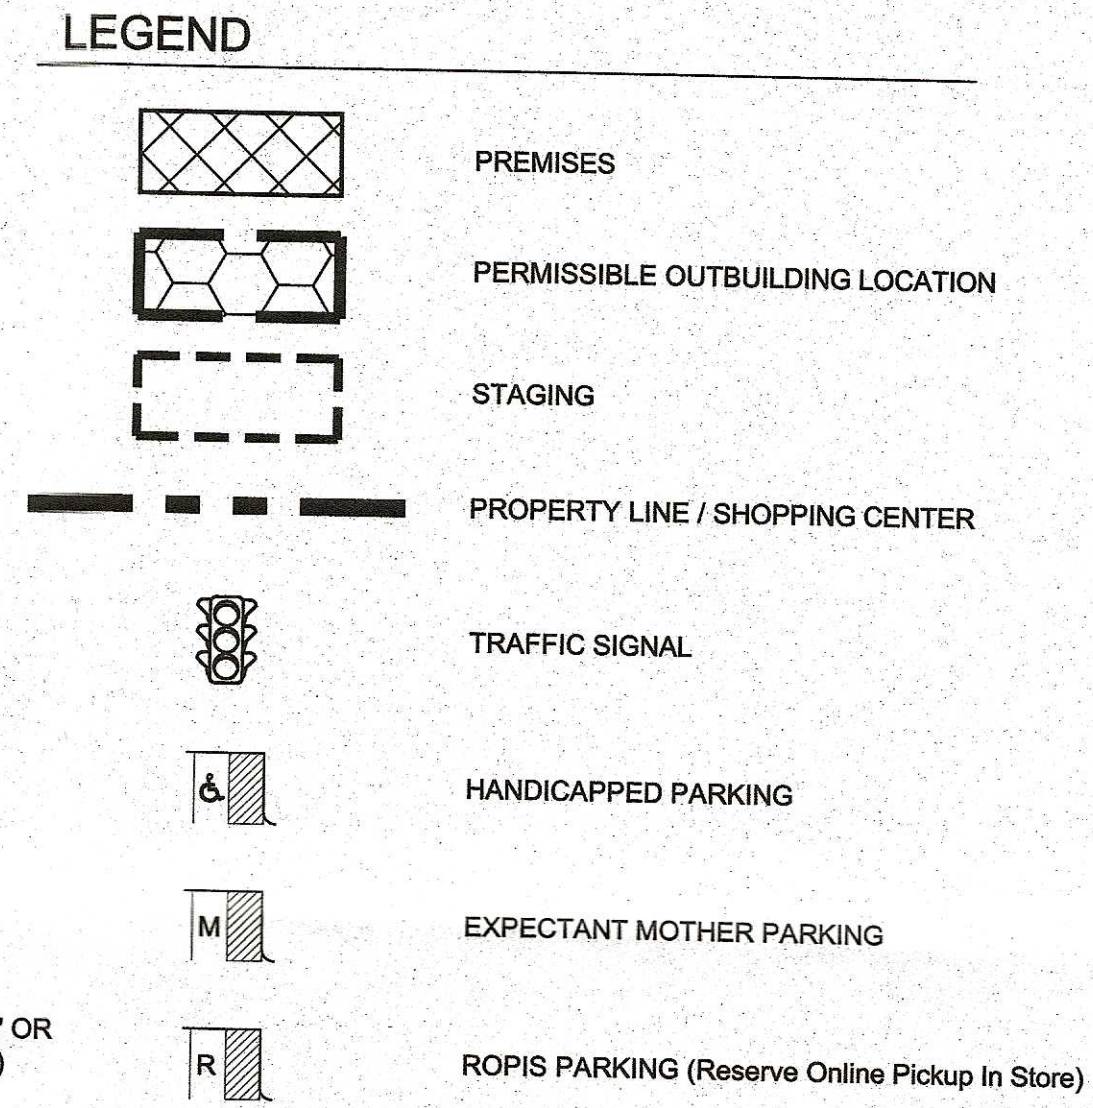 LEGEND
PREMISES
PERMISSIBLE OUTBUILDING LOCATION
STAGING
PROPERTY LINE / SHOPPING CENTER
TRAFFIC SIGNAL
HANDICAPPED PARKING
M EXPECTANT MOTHER PARKING
" OR
)
R ROPIS PARKING (Reserve Online Pickup In Store)